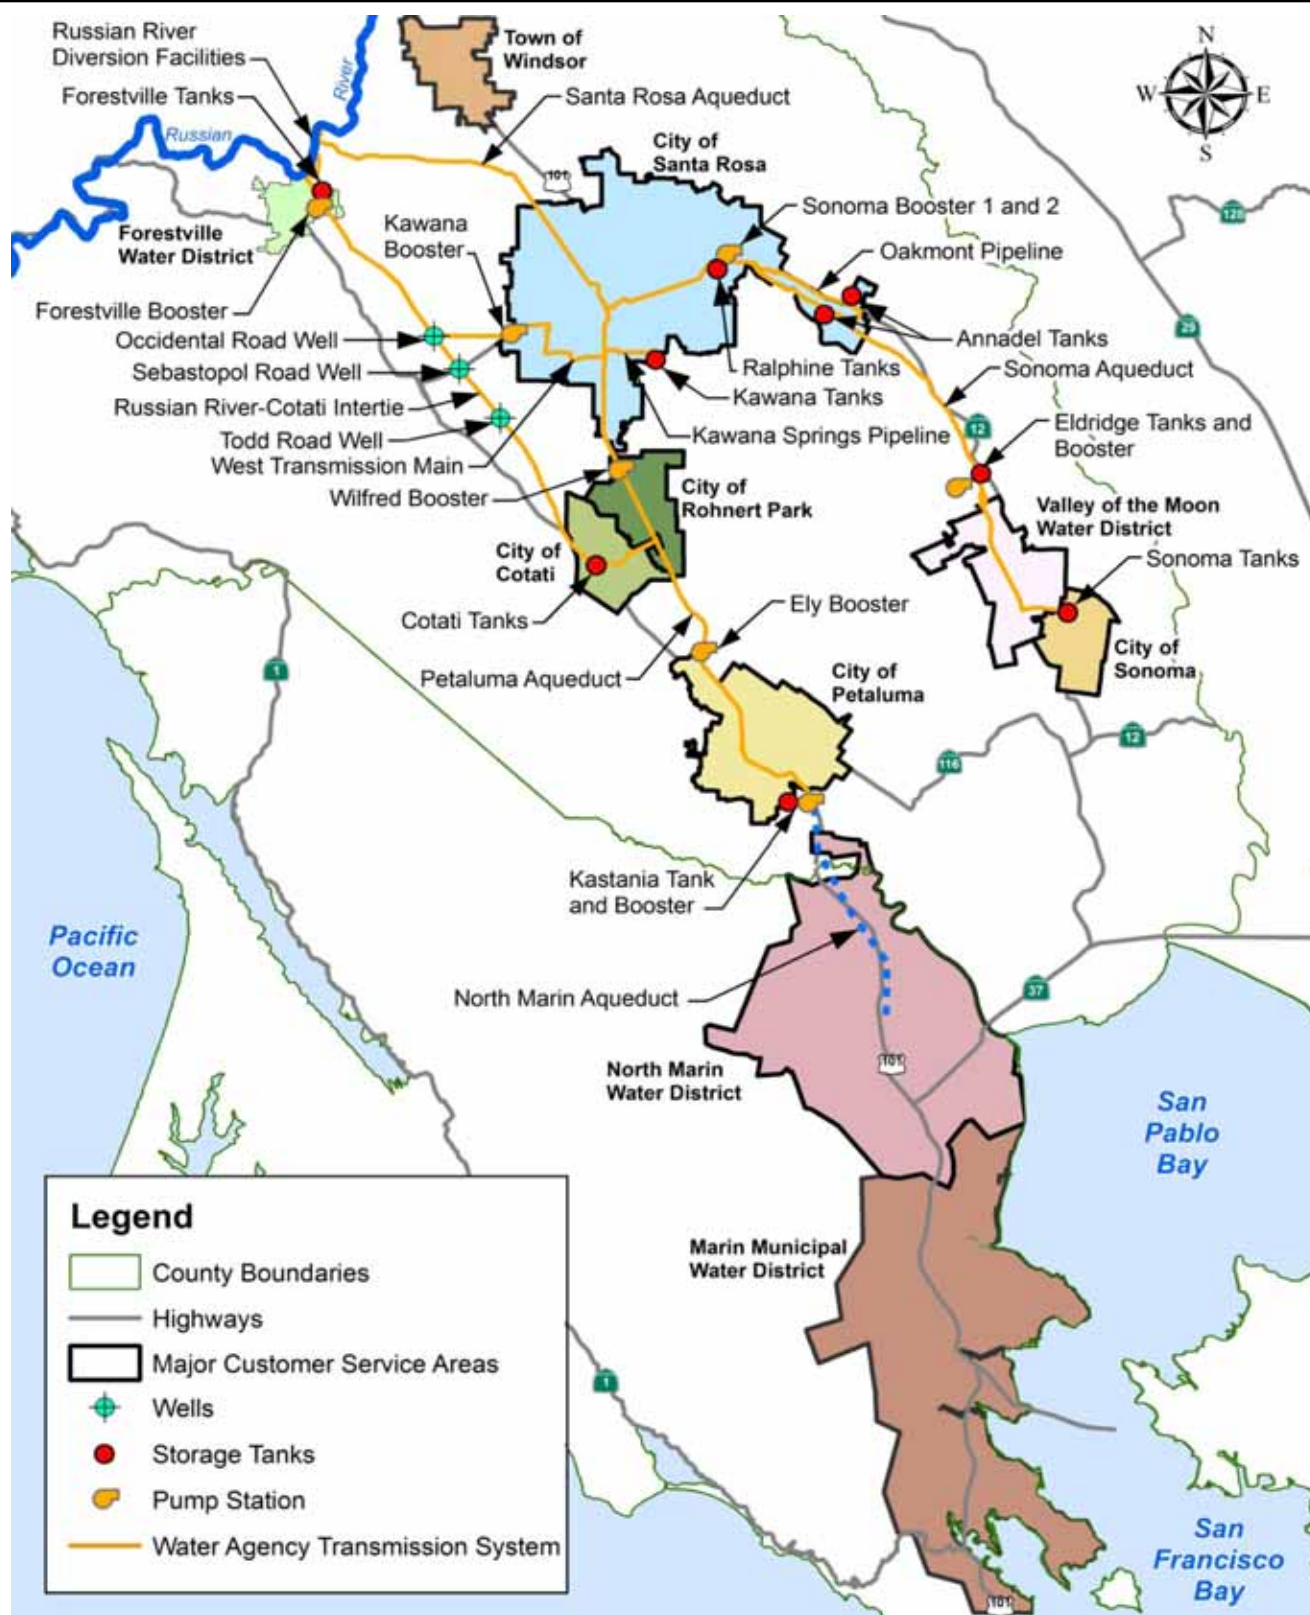 Russian River
Diversion Facilities
Forestville Tanks
River
Russian
Town of
Windsor
Santa Rosa Aqueduct
N
W
E
S
101
City of
Santa Rosa
128
Sonoma Booster 1 and 2
Kawana
Booster
Forestville
Water District
Oakmont Pipeline
Forestville Booster
Occidental Road Well
29
Annadel Tanks
Sebastopol Road Well
Ralphine Tanks
Sonoma Aqueduct
Russian River-Cotati Intertie
Kawana Tanks
Todd Road Well
Kawana Springs Pipeline
12
Eldridge Tanks and
Booster
West Transmission Main
Wilfred Booster
City of
Rohnert Park
Valley of the Moon
Water District
City of
Cotati
Sonoma Tanks
Cotati Tanks
Ely Booster
City of
Sonoma
1
Petaluma Aqueduct
City of
Petaluma
12
116
Kastania Tank
and Booster
Pacific
Ocean
North Marin Aqueduct
37
101
North Marin
Water District
San
Pablo
Bay
Marin Municipal
Water District
Legend
County Boundaries
Highways
Major Customer Service Areas
Wells
Storage Tanks
Pump Station
Water Agency Transmission System
1
San
Francisco
Bay
101